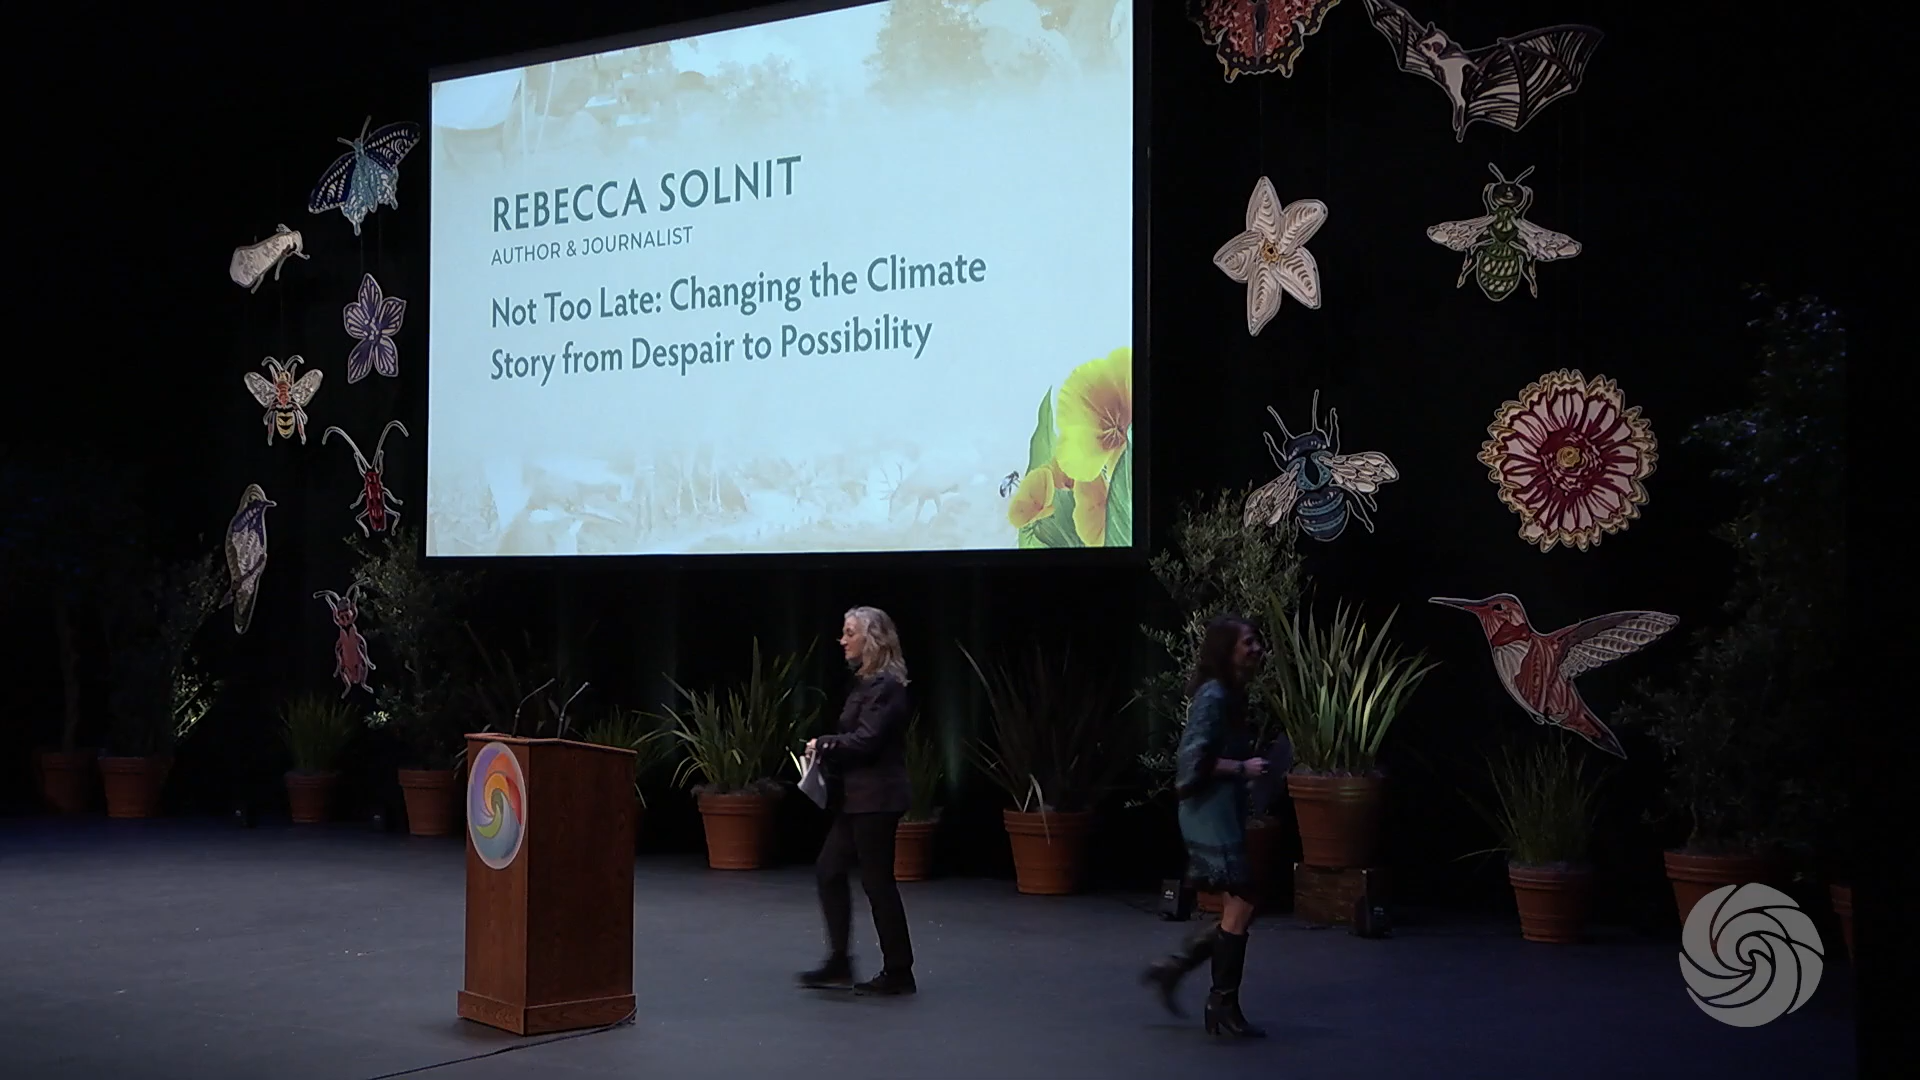 REBECCA SOLNIT
AUTHOR & JOURNALIST
Not Too Late: Changing the Climate
Story from Despair to Possibility